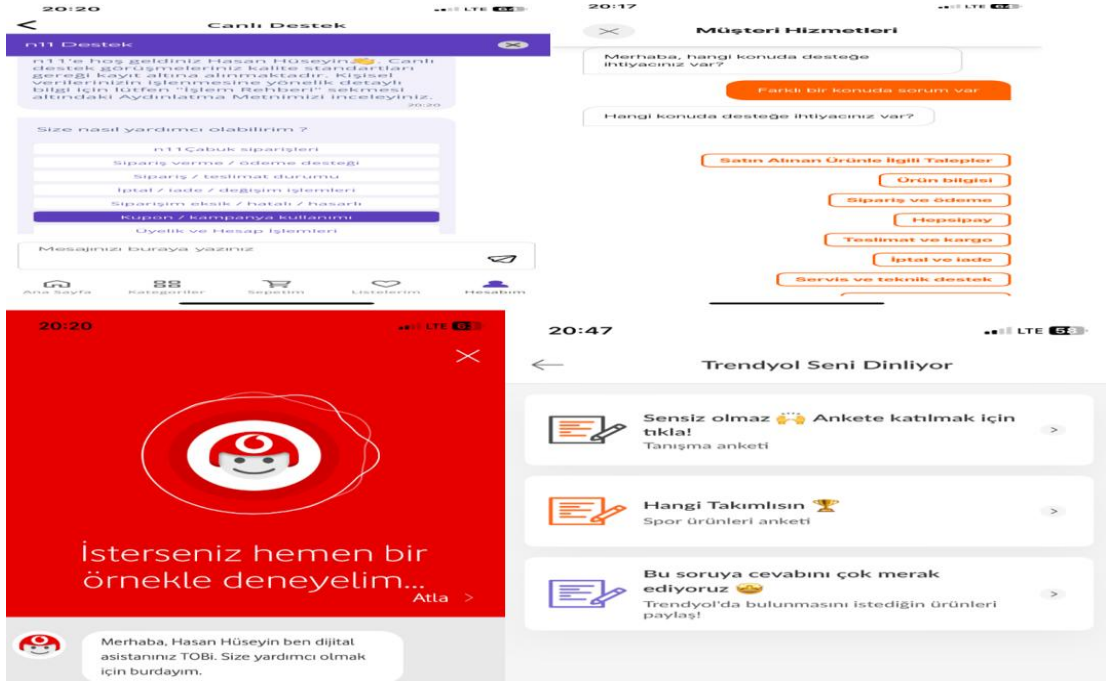 20:20
LTE 64
Canlı Destek
n11 Destek
n11'e hoş geldiniz Hasan Hüseyin👋. Canlı
destek görüşmeleriniz kalite standartları
gereği kayıt altına alınmaktadır. Kişisel
verilerinizin işlenmesine yönelik detaylı
bilgi için lütfen "İşlem Rehberi" sekmesi
altındaki Aydınlatma Metnimizi inceleyiniz.
20:20
Size nasıl yardımcı olabilirim ?
n11Çabuk siparişleri
Sipariş verme / ödeme desteği
Sipariş / teslimat durumu
İptal / iade / değişim işlemleri
Siparişim eksik / hatalı / hasarlı
Kupon / kampanya kullanımı
Üyelik ve Hesap İşlemleri
Mesajınızı buraya yazınız
Ana Sayfa Kategoriler Sepetim Listelerim Hesabım
20:17
LTE
Müşteri Hizmetleri
Merhaba, hangi konuda desteğe
ihtiyacınız var?
Farklı bir konuda sorum var
Hangi konuda desteğe ihtiyacınız var?
Satın Alınan Ürünle İlgili Talepler
Ürün bilgisi
Sipariş ve ödeme
Hepsipay
Teslimat ve kargo
İptal ve iade
Servis ve teknik destek
20:20
LTE
İsterseniz hemen bir
örnekle deneyelim...
Atla >
Merhaba, Hasan Hüseyin ben dijital
asistanınız TOBi. Size yardımcı olmak
için burdayım.
20:47
LTE 58
Trendyol Seni Dinliyor
Sensiz olmaz 🙌 Ankete katılmak için
tıkla!
Tanışma anketi
Hangi Takımlısın 🏆
Spor ürünleri anketi
Bu soruya cevabını çok merak
ediyoruz 🤩
Trendyol'da bulunmasını istediğin ürünleri
paylaş!